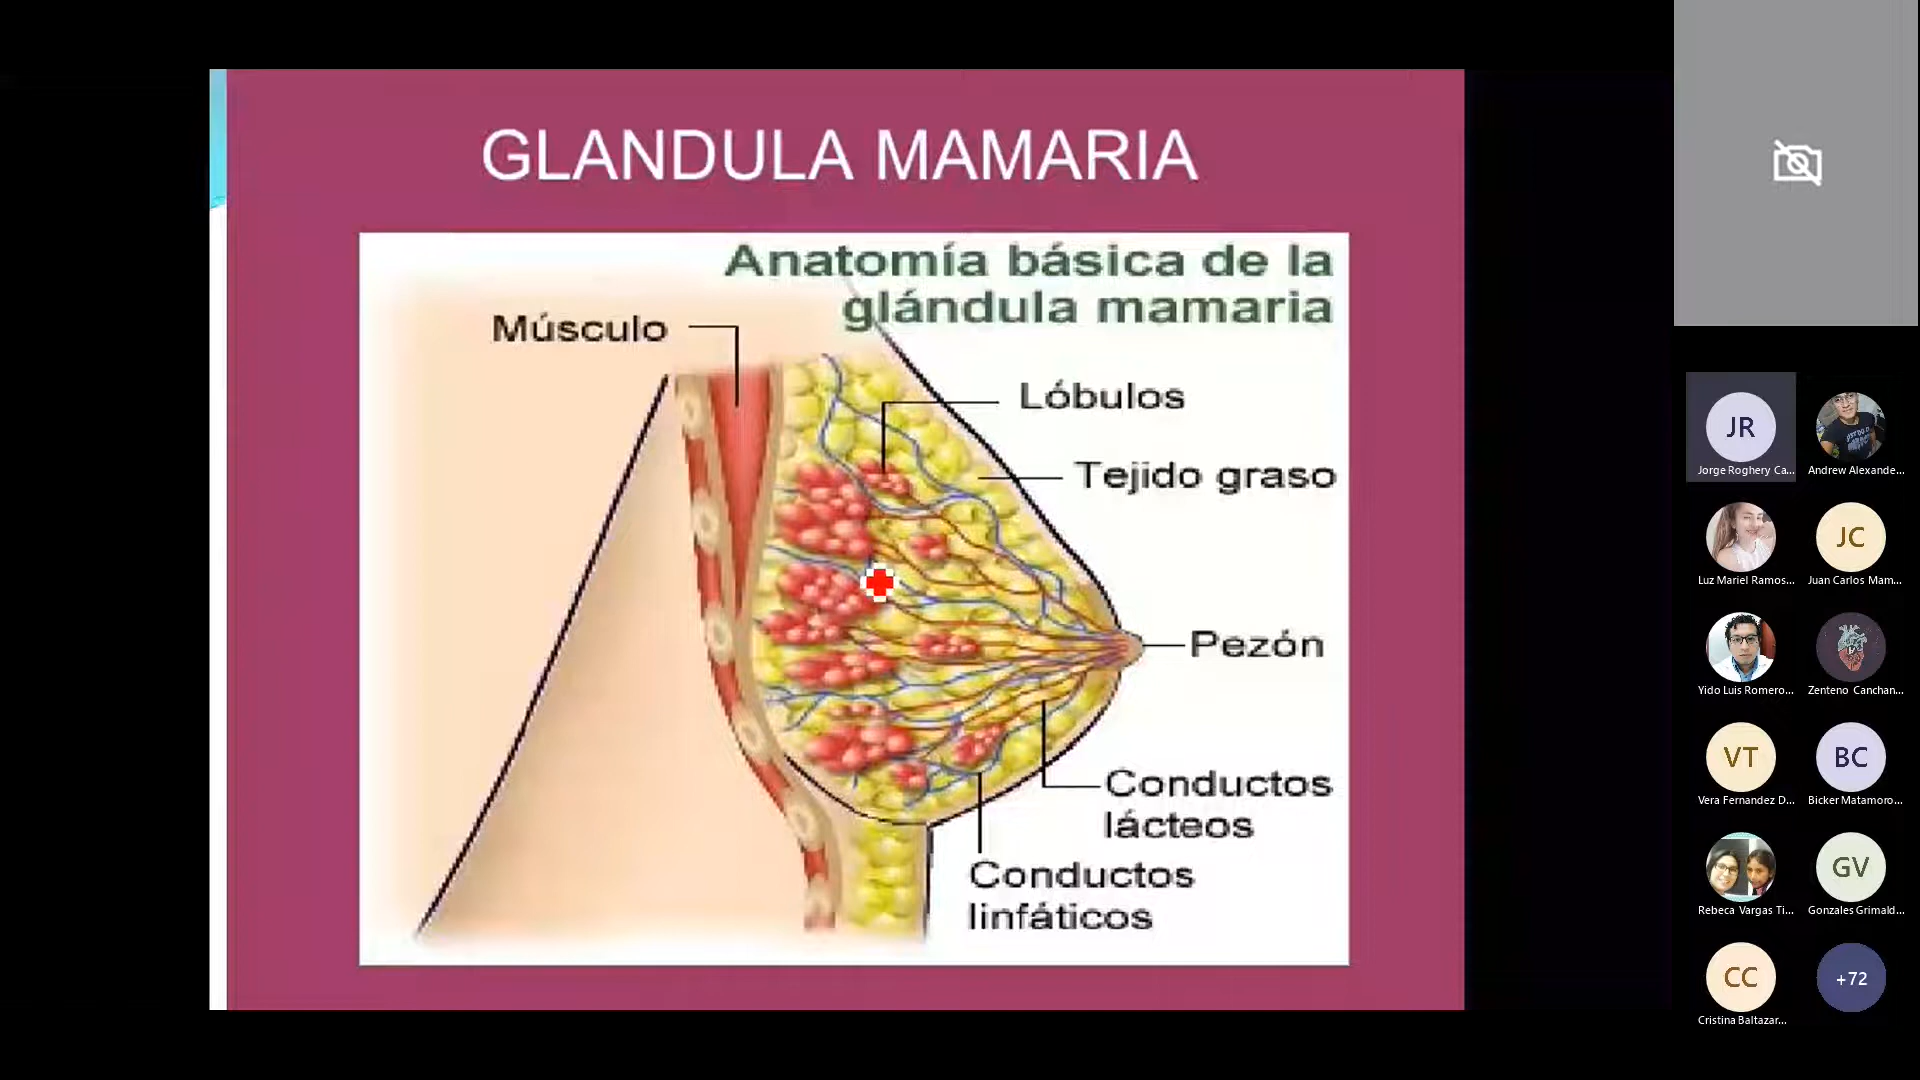 GLANDULA MAMARIA
Anatomía básica de la
glándula mamaria
Músculo
Lóbulos
Tejido graso
Pezón
Conductos
lácteos
Conductos
linfáticos
JR
Jorge Roghery Ca...
Andrew Alexande...
Luz Mariel Ramos...
JC
Juan Carlos Mam...
Yido Luis Romero...
Zenteno Canchan...
VT
Vera Fernandez D...
BC
Bicker Matamoro...
Rebeca Vargas Ti...
GV
Gonzales Grimald...
CC
Cristina Baltazar...
+72